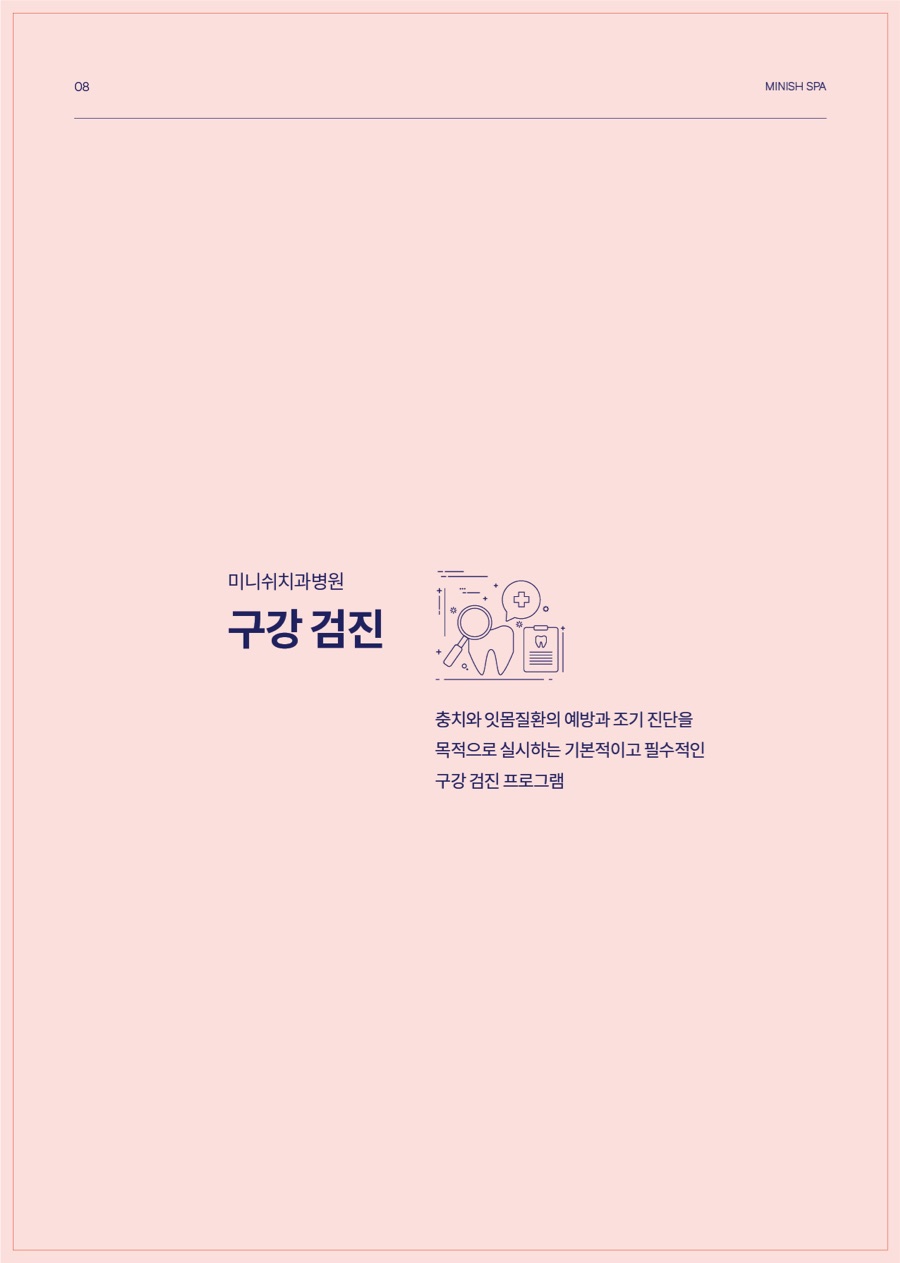 08
MINISH SPA
미니쉬치과병원
구강 검진
충치와 잇몸질환의 예방과 조기 진단을
목적으로 실시하는 기본적이고 필수적인
구강 검진 프로그램